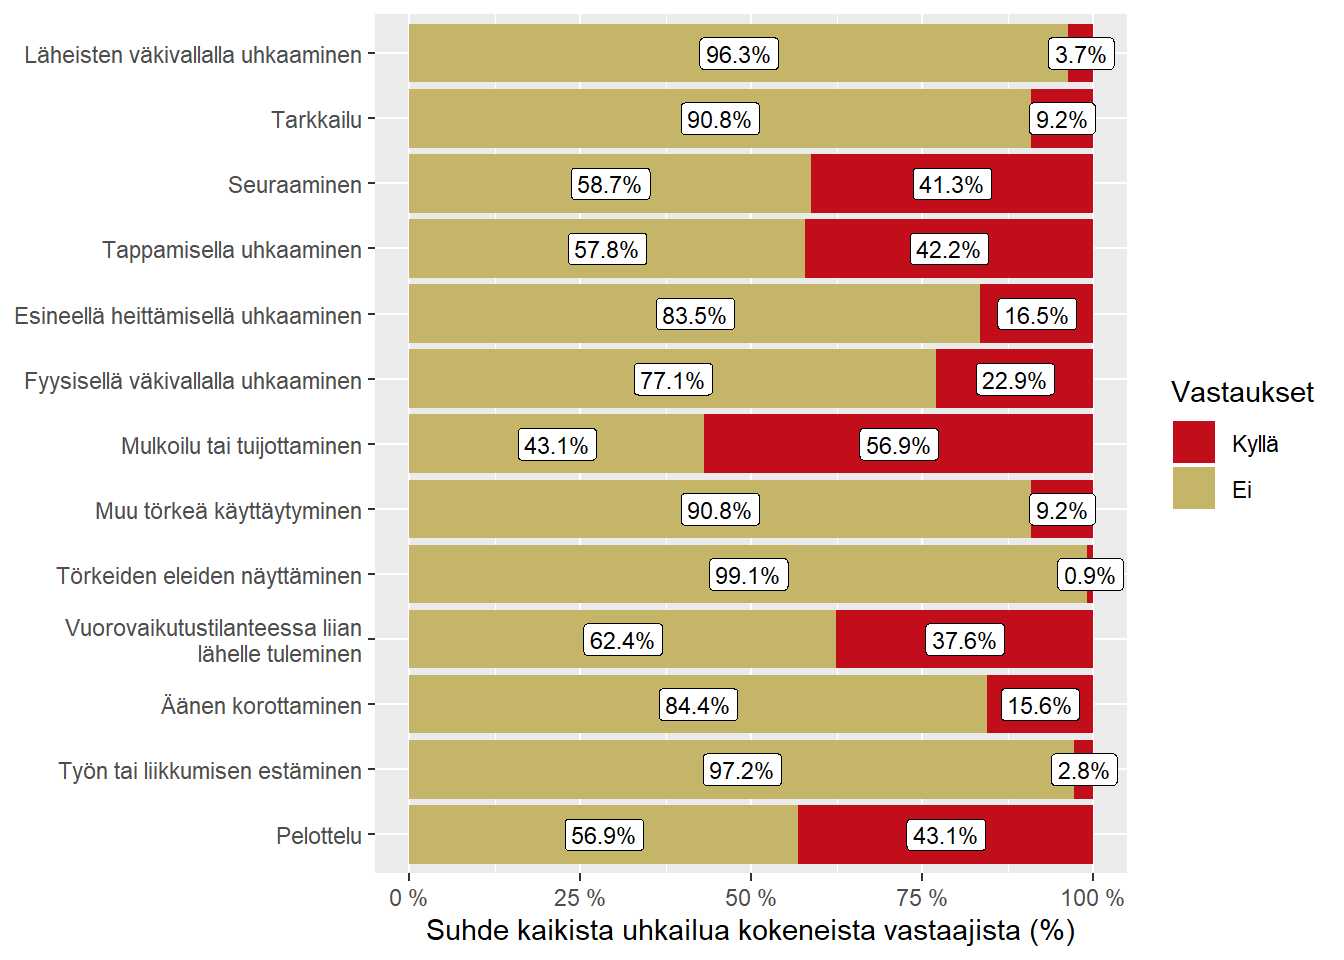 Läheisten väkivallalla uhkaaminen 96.3% 3.7%
Tarkkailu 90.8% 9.2%
Seuraaminen 58.7% 41.3%
Tappamisella uhkaaminen 57.8% 42.2%
Esineellä heittämisellä uhkaaminen 83.5% 16.5%
Fyysisellä väkivallalla uhkaaminen 77.1% 22.9%
Mulkoilu tai tuijottaminen 43.1% 56.9%
Muu törkeä käyttäytyminen 90.8% 9.2%
Törkeiden eleiden näyttäminen 99.1% 0.9%
Vuorovaikutustilanteessa liian
lähelle tuleminen 62.4% 37.6%
Äänen korottaminen 84.4% 15.6%
Työn tai liikkumisen estäminen 97.2% 2.8%
Pelottelu 56.9% 43.1%
0 % 25 % 50 % 75 % 100 %
Suhde kaikista uhkailua kokeneista vastaajista (%)
Vastaukset
Kyllä
Ei